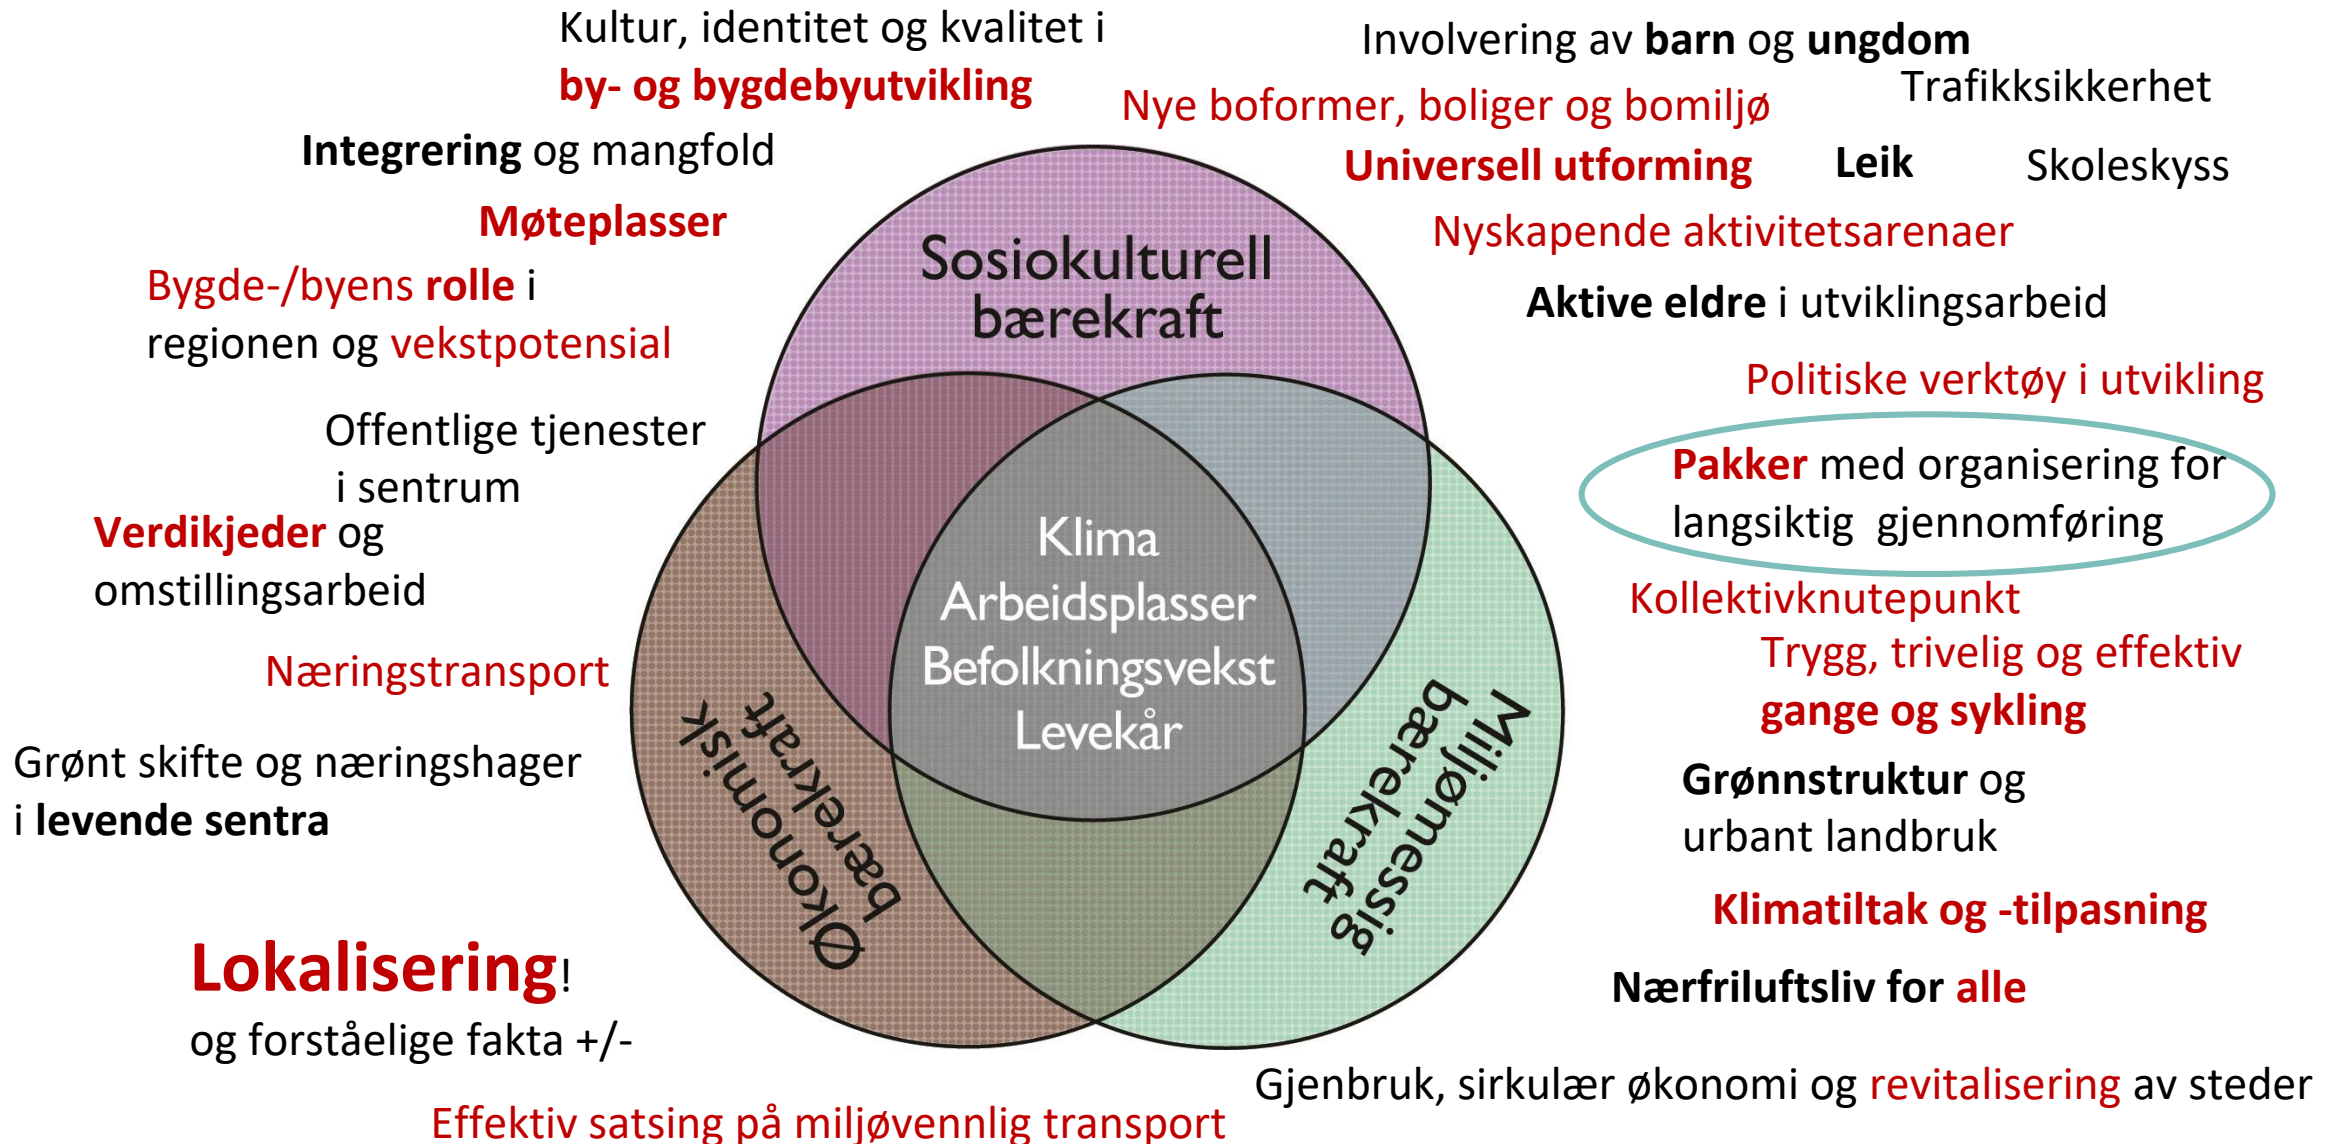 Kultur, identitet og kvalitet i
by- og bygdebyutvikling
Integrering og mangfold
Møteplasser
Bygde-/byens rolle i
regionen og vekstpotensial
Offentlige tjenester
i sentrum
Verdikjeder og
omstillingsarbeid
Næringstransport
Grønt skifte og næringshager
i levende sentra
Lokalisering!
og forståelige fakta +/-
Effektiv satsing på miljøvennlig transport
Sosiokulturell
bærekraft
Klima
Arbeidsplasser
Befolkningsvekst
Levekår
Økonomisk
bærekraft
Miljømessig
bærekraft
Involvering av barn og ungdom
Trafikksikkerhet
Nye boformer, boliger og bomiljø
Universell utforming
Leik
Skoleskyss
Nyskapende aktivitetsarenaer
Aktive eldre i utviklingsarbeid
Politiske verktøy i utvikling
Pakker med organisering for
langsiktig gjennomføring
Kollektivknutepunkt
Trygg, trivelig og effektiv
gange og sykling
Grønnstruktur og
urbant landbruk
Klimatiltak og -tilpasning
Nærfriluftsliv for alle
Gjenbruk, sirkulær økonomi og revitalisering av steder